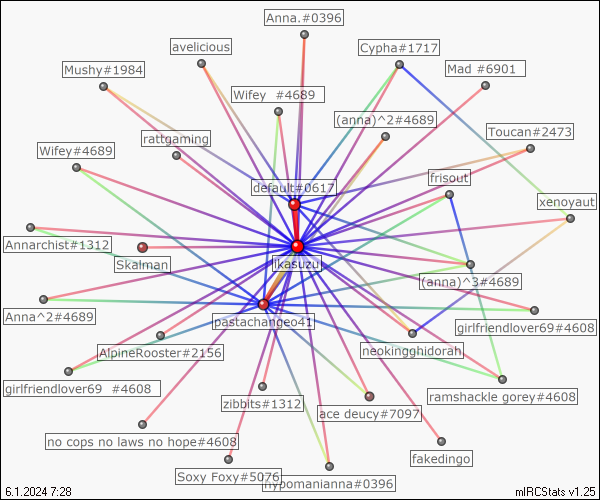 Anna.#0396
avelicious
Cypha#1717
Mushy#1984
Mad #6901
Wifey #4689
(anna)^2#4689
Toucan#2473
rattgaming
Wifey#4689
frisout
default#0617
xenoyaut
Annarchist#1312
Skalman
ikasuzu
(anna)^3#4689
Anna^2#4689
pastachange041
girlfriendlover69#4608
AlpineRooster#2156
neokingghidorah
girlfriendlover69 #4608
ramshackle gorey#4608
zibbits#1312
ace deucy#7097
no cops no laws no hope#4608
fakedingo
Soxy Foxy#5076
hypomanianna#0396
6.1.2024 7:28
mIRCStats v1.25